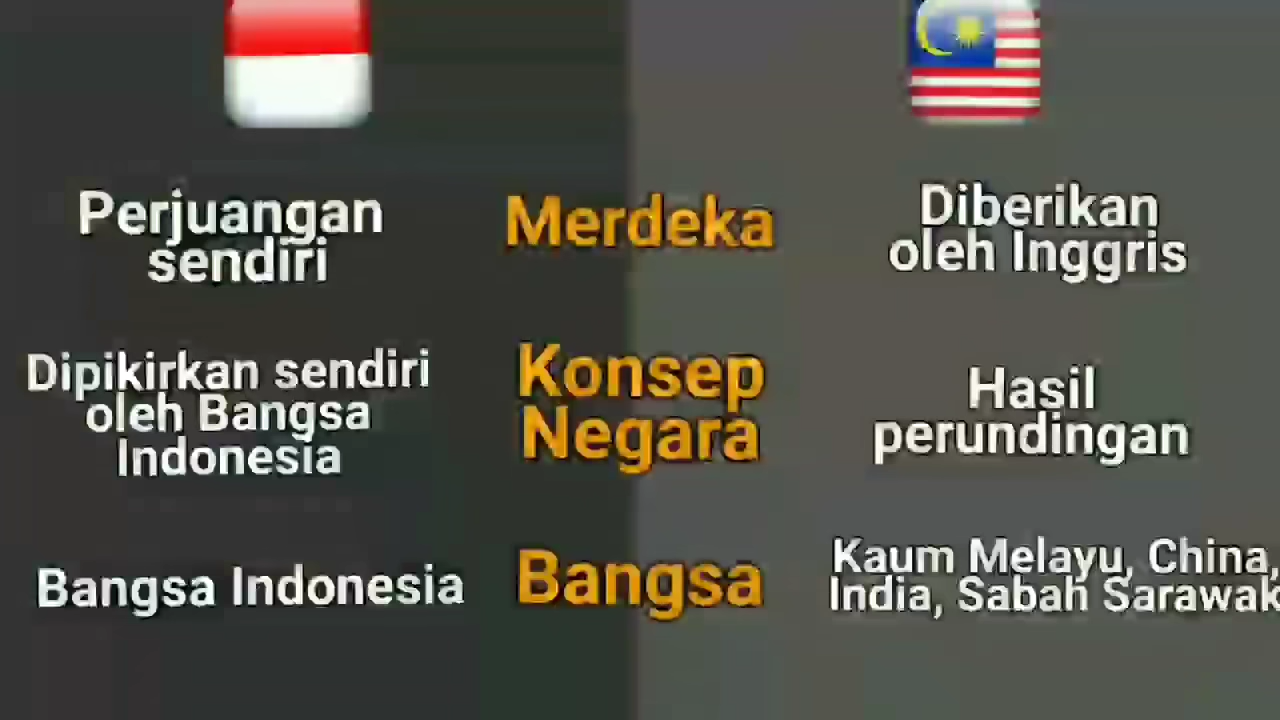 Perjuangan
sendiri
Merdeka
Diberikan
oleh Inggris
Dipikirkan sendiri
oleh Bangsa
Indonesia
Konsep
Negara
Hasil
perundingan
Bangsa Indonesia
Bangsa
Kaum Melayu, China,
India, Sabah Sarawak